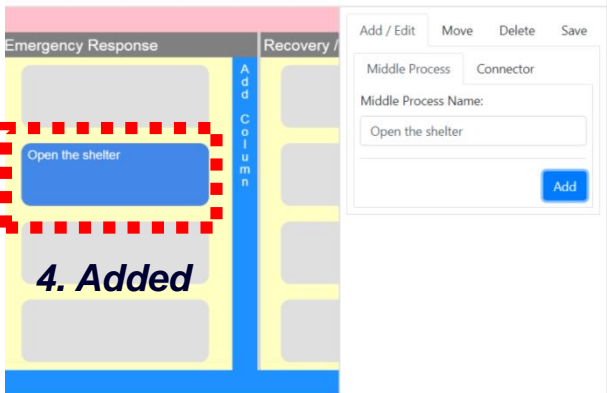 Emergency Response
Recovery /
Add Column
Open the shelter
4. Added
Add / Edit Move Delete Save
Middle Process Connector
Middle Process Name:
Open the shelter
Add